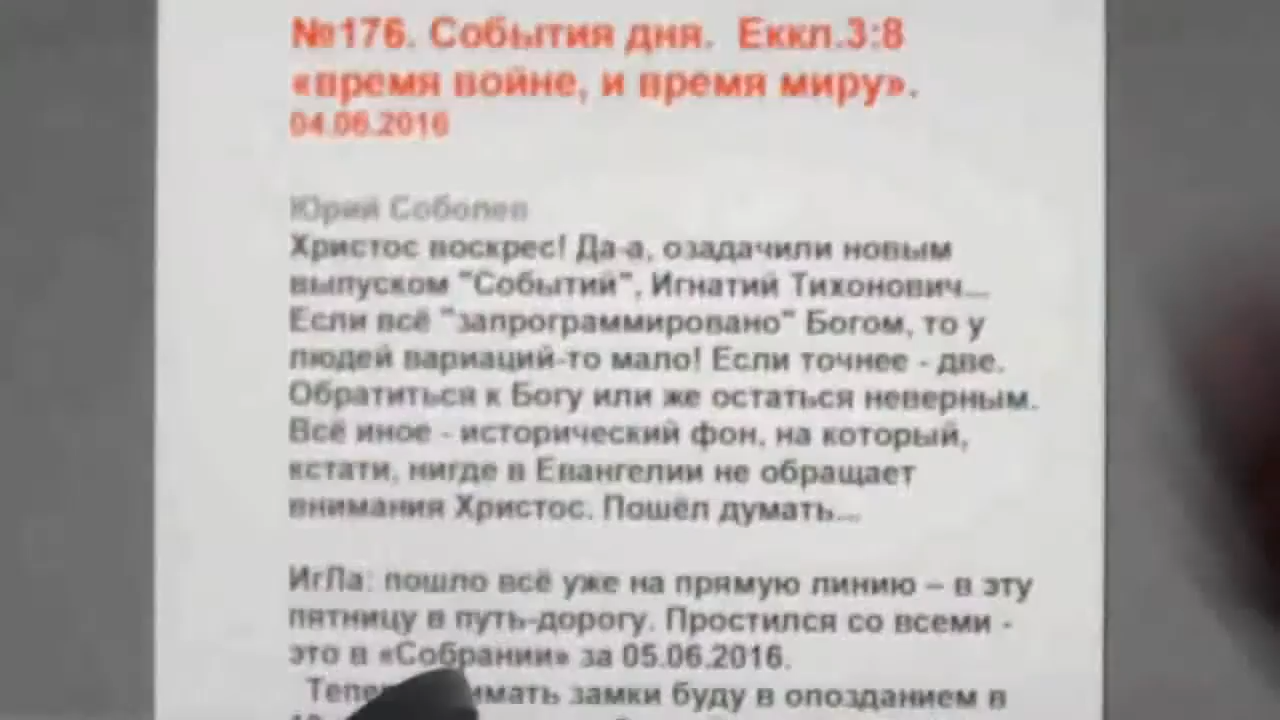 №176. События дня. Еккл.3:8
«время войне, и время миру».
04.06.2016
Юрий Соболев
Христос воскрес! Да-а, озадачили новым
выпуском "Событий", Игнатий Тихонович...
Если всё "запрограммировано" Богом, то у
людей вариаций-то мало! Если точнее - две.
Обратиться к Богу или же остаться неверным.
Всё иное - исторический фон, на который,
кстати, нигде в Евангелии не обращает
внимания Христос. Пошёл думать...
ИгЛа: пошло всё уже на прямую линию – в эту
пятницу в путь-дорогу. Простился со всеми -
это в «Собрании» за 05.06.2016.
замки буду в опозданием в